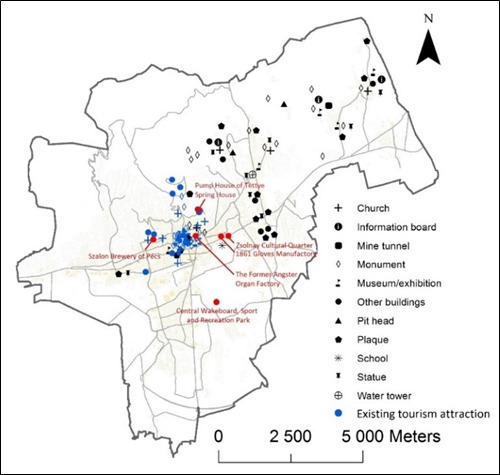 N
Pump House of Tettye
Spring House
Szalon Brewery of Pécs
Zsolnay Cultural Quarter
1861 Gloves Manufactory
The Former Angster
Organ Factory
Central Wakeboard, Sport
and Recreation Park
Church
Information board
Mine tunnel
Monument
Museum/exhibition
Other buildings
Pit head
Plaque
School
Statue
Water tower
Existing tourism attraction
0 2 500 5 000 Meters